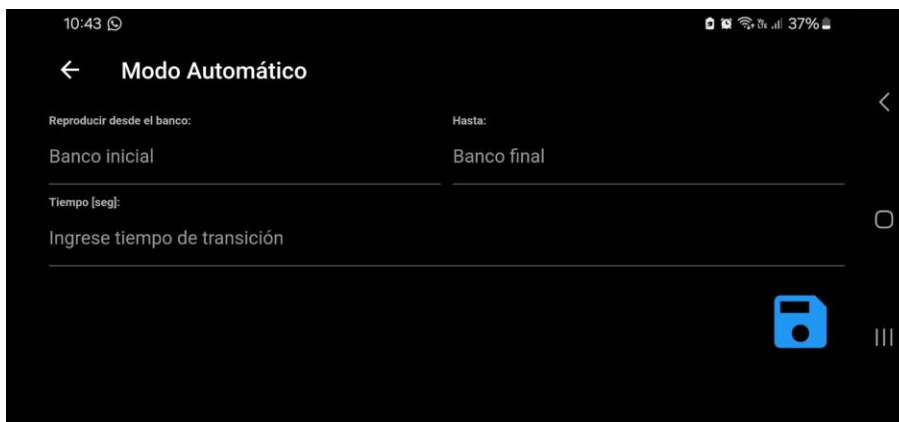 10:43 37%
Modo Automático
Reproducir desde el banco: Hasta:
Banco inicial Banco final
Tiempo [seg]:
Ingrese tiempo de transición